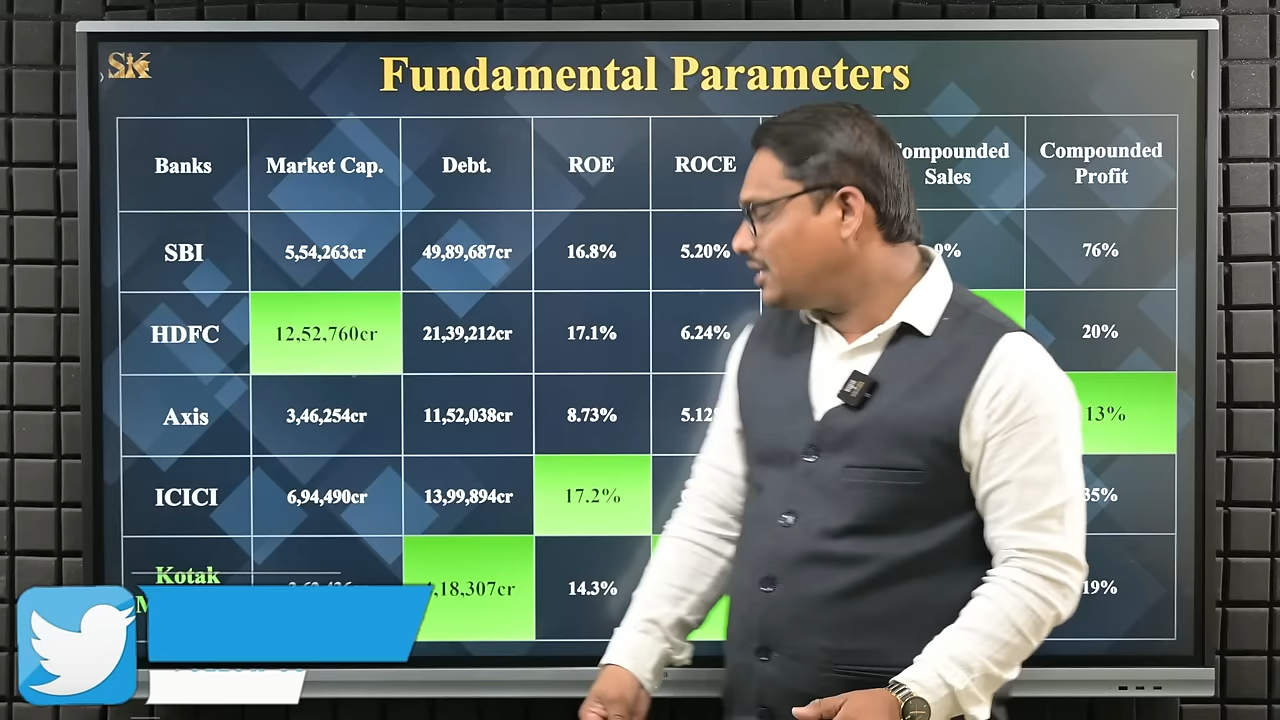 SK
Fundamental Parameters
Banks Market Cap. Debt. ROE ROCE Compounded Sales Compounded Profit
SBI 5,54,263cr 49,89,687cr 16.8% 5.20% 76%
HDFC 12,52,760cr 21,39,212cr 17.1% 6.24% 20%
Axis 3,46,254cr 11,52,038cr 8.73% 13%
ICICI 6,94,490cr 13,99,894cr 17.2% 35%
Kotak 14.3% 19%